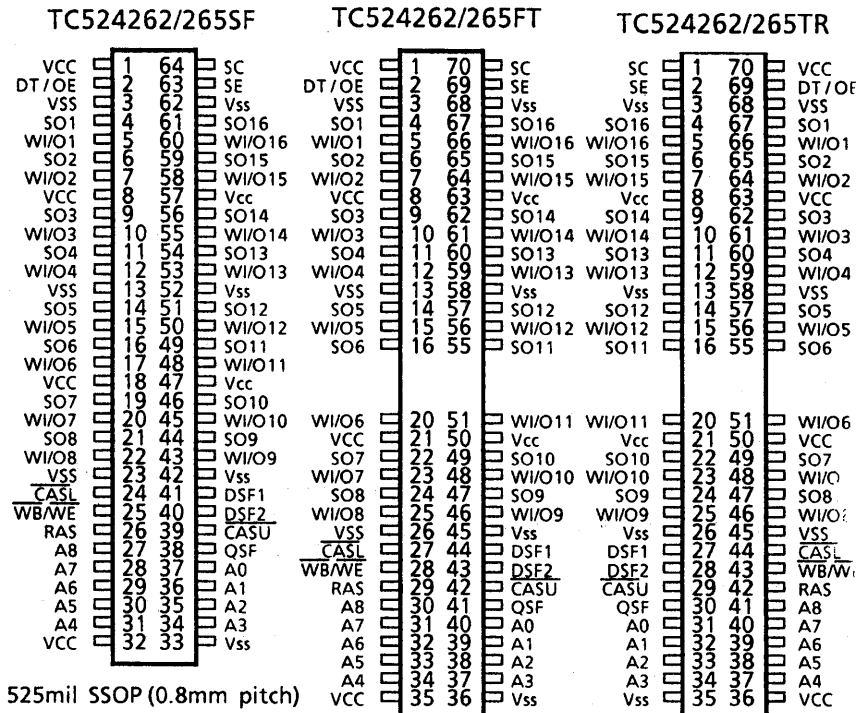 TC524262/265SF TC524262/265FT TC524262/265TR
VCC 1 64 SC VCC 1 70 SC SC 1 70 VCC
DT/OE 2 63 SE DT/OE 2 69 SE SE 2 69 DT/OE
VSS 3 62 Vss VSS 3 68 Vss Vss 3 68 VSS
SO1 4 61 SO16 SO1 4 67 SO16 SO16 4 67 SO1
WI/O1 5 60 WI/O16 WI/O1 5 66 WI/O16 WI/O16 5 66 WI/O1
SO2 6 59 SO15 SO2 6 65 SO15 SO15 6 65 SO2
WI/O2 7 58 WI/O15 WI/O2 7 64 WI/O15 WI/O15 7 64 WI/O2
VCC 8 57 Vcc VCC 8 63 Vcc Vcc 8 63 VCC
SO3 9 56 SO14 SO3 9 62 SO14 SO14 9 62 SO3
WI/O3 10 55 WI/O14 WI/O3 10 61 WI/O14 WI/O14 10 61 WI/O3
SO4 11 54 SO13 SO4 11 60 SO13 SO13 11 60 SO4
WI/O4 12 53 WI/O13 WI/O4 12 59 WI/O13 WI/O13 12 59 WI/O4
VSS 13 52 Vss VSS 13 58 Vss Vss 13 58 VSS
SO5 14 51 SO12 SO5 14 57 SO12 SO12 14 57 SO5
WI/O5 15 50 WI/O12 WI/O5 15 56 WI/O12 WI/O12 15 56 WI/O5
SO6 16 49 SO11 SO6 16 55 SO11 SO11 16 55 SO6
WI/O6 17 48 WI/O11
VCC 18 47 Vcc
SO7 19 46 SO10
WI/O7 20 45 WI/O10 WI/O6 20 51 WI/O11 WI/O11 20 51 WI/O6
SO8 21 44 SO9 VCC 21 50 Vcc Vcc 21 50 VCC
WI/O8 22 43 WI/O9 SO7 22 49 SO10 SO10 22 49 SO7
VSS 23 42 Vss WI/O7 23 48 WI/O10 WI/O10 23 48 WI/O
CASL 24 41 DSF1 SO8 24 47 SO9 SO9 24 47 SO8
WB/WE 25 40 DSF2 WI/O8 25 46 WI/O9 WI/O9 25 46 WI/O
RAS 26 39 CASU VSS 26 45 Vss Vss 26 45 VSS
A8 27 38 QSF CASL 27 44 DSF1 DSF1 27 44 CASL
A7 28 37 A0 WB/WE 28 43 DSF2 DSF2 28 43 WB/W
A6 29 36 A1 RAS 29 42 CASU CASU 29 42 RAS
A5 30 35 A2 A8 30 41 QSF QSF 30 41 A8
A4 31 34 A3 A7 31 40 A0 A0 31 40 A7
VCC 32 33 Vss A6 32 39 A1 A1 32 39 A6
A5 33 38 A2 A2 33 38 A5
A4 34 37 A3 A3 34 37 A4
525mil SSOP (0.8mm pitch) VCC 35 36 Vss Vss 35 36 VCC